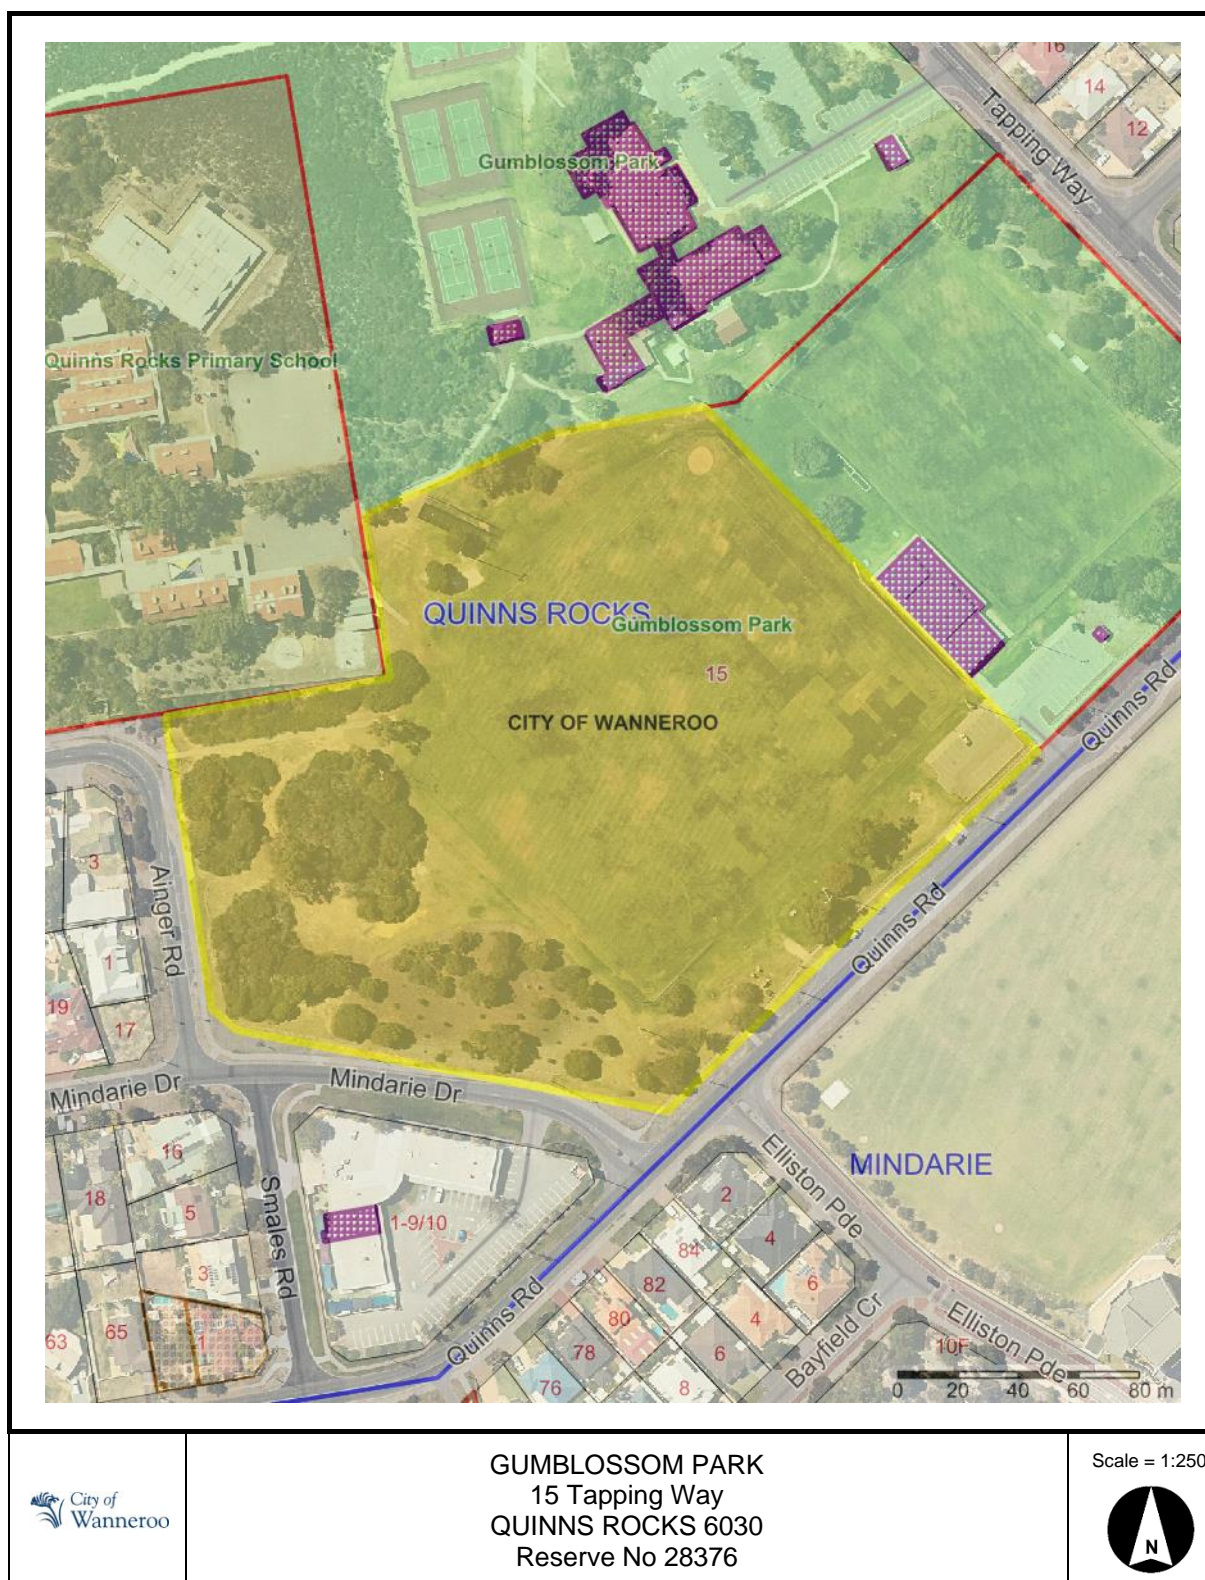 16
14
12
Tapping Way
Gumblossom Park
Quinns Rocks Primary School
QUINNS ROCKS
Gumblossom Park
15
CITY OF WANNEROO
Quinns Rd
3
Ainger Rd
1
19
17
Quinns Rd
Mindarie Dr
Mindarie Dr
MINDARIE
Elliston Pde
16
18
5
Smales Rd
1-9/10
2
84
4
82
6
3
80
4
63
65
1
Quinns Rd
78
6
Bayfield Cr
Elliston Pde
10F
76
8
0 20 40 60 80 m
City of
Wanneroo
GUMBLOSSOM PARK
15 Tapping Way
QUINNS ROCKS 6030
Reserve No 28376
Scale = 1:250
N